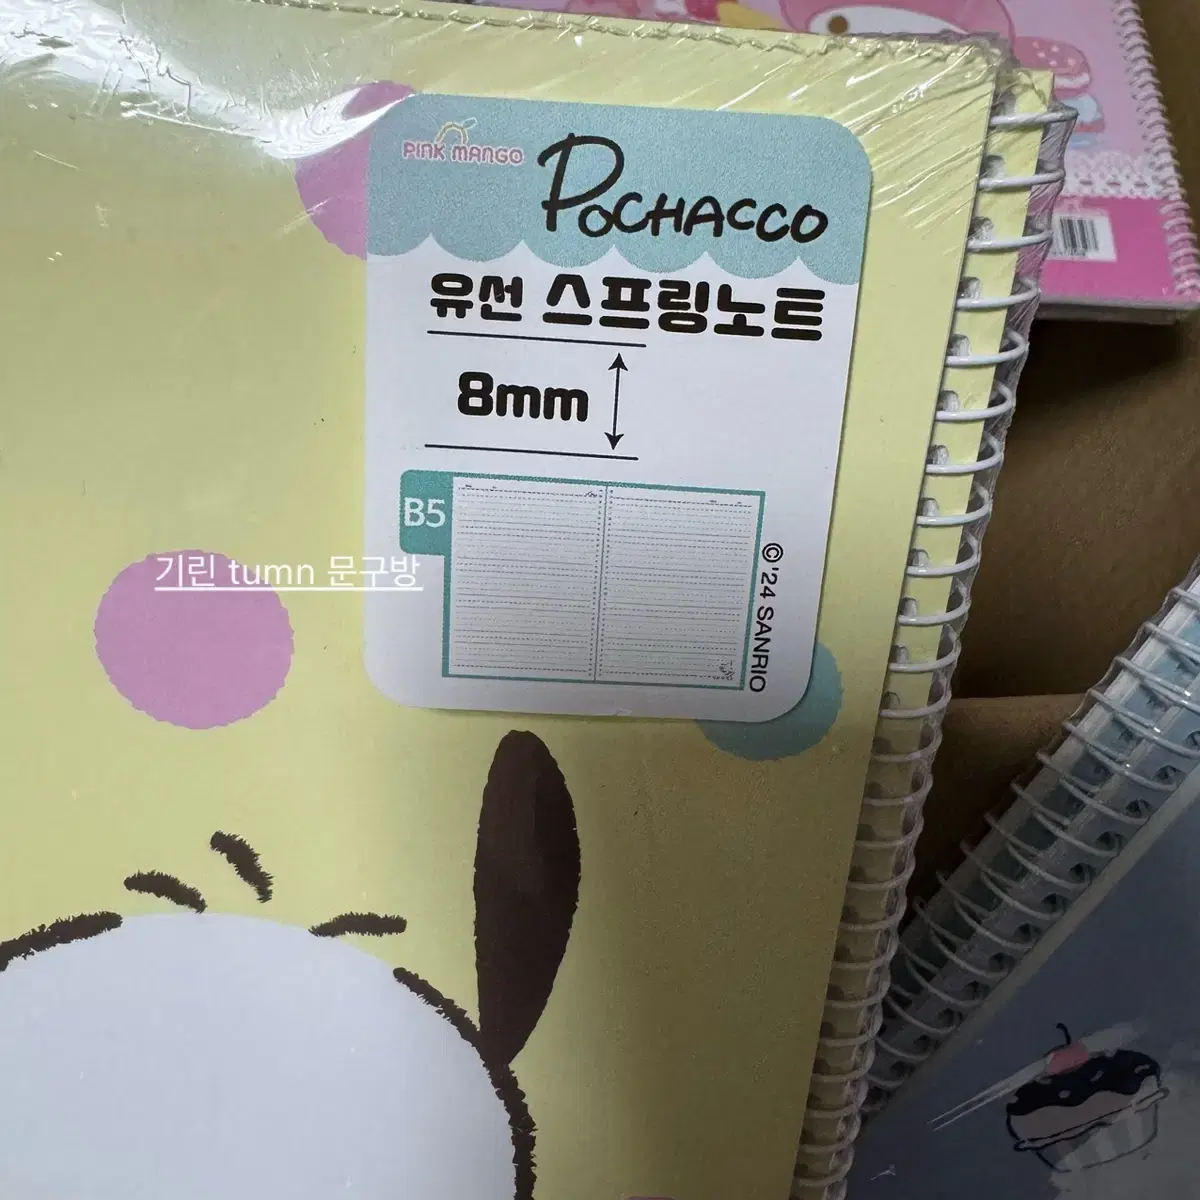 PINK MANGO
POCHACCO
유선 스프링노트
8mm
B5
기린 tumn 문구방
©'24 SANRIO